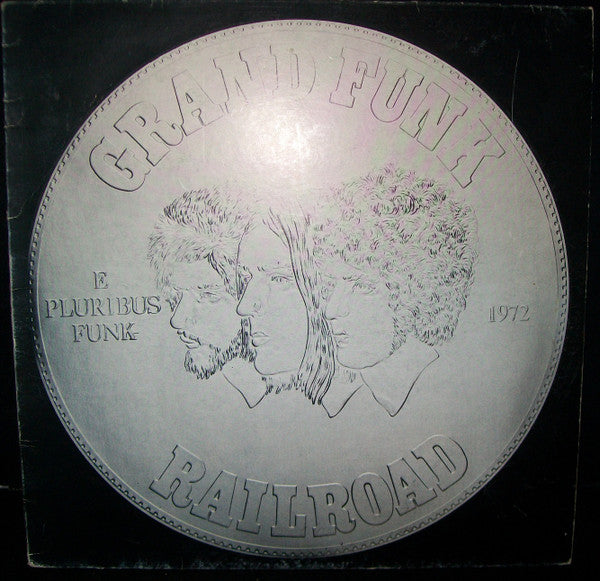 GRAND FUNK
E
PLURIBUS
FUNK
1972
RAILROAD